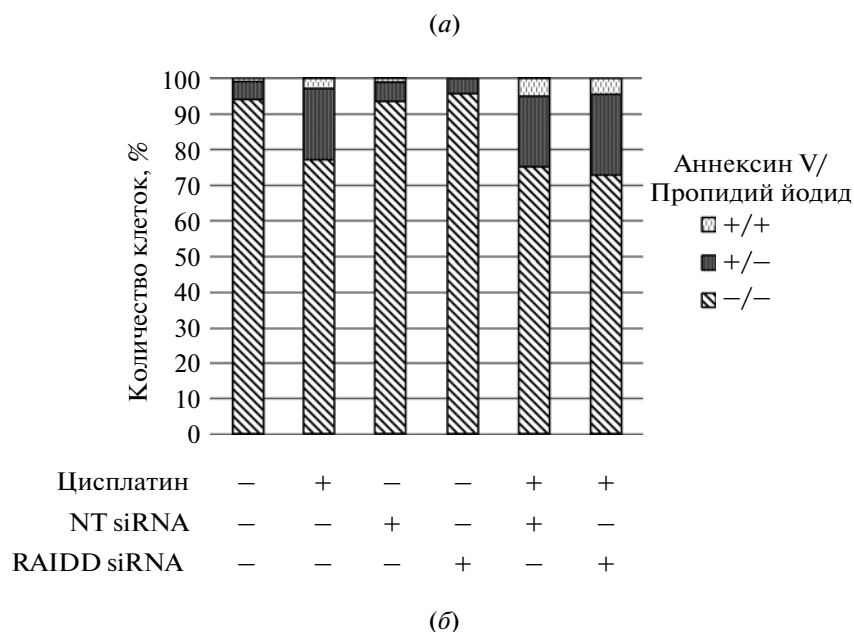 (а)
Количество клеток, %
100
90
80
70
60
50
40
30
20
10
0
Аннексин V/
Пропидий йодид
+/+
+/−
−/−
Цисплатин − + − − + +
NT siRNA − − + − + −
RAIDD siRNA − − − + − +
(б)